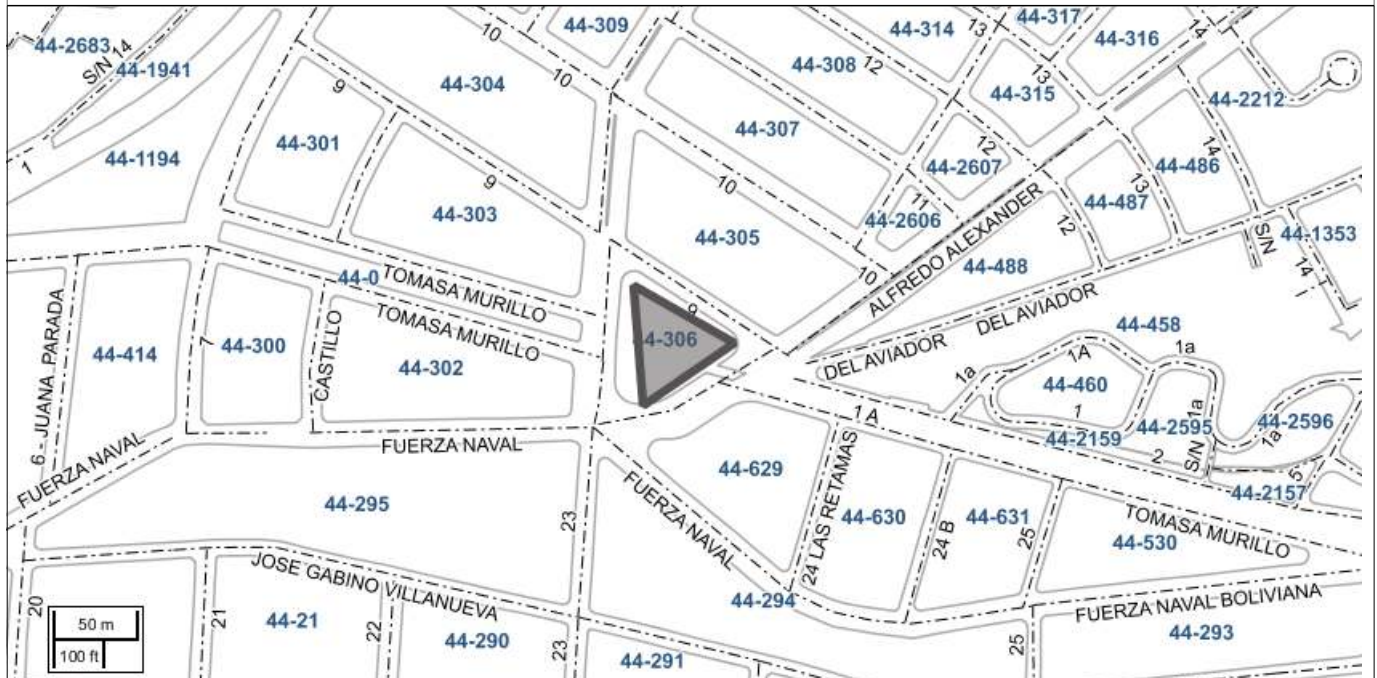 44-309
44-314
44-317
44-316
14
44-2683
S/N 14
44-1941
10
13
44-304
10
44-308
12
13
44-315
44-2212
9
44-301
44-307
12
44-2607
14
44-486
1
44-1194
9
44-303
10
11
44-2606
13
44-487
44-305
12
S/N
44-1353
ALFREDO ALEXANDER
44-488
10
14
44-0
TOMASA MURILLO
TOMASA MURILLO
9
44-306
DEL AVIADOR
DEL AVIADOR
44-458
6 - JUANA PARADA
44-414
7
44-300
CASTILLO
44-302
1a
1A
1a
44-460
1
1a
1 A
44-2595
44-2596
1a
44-2159
2
S/N
5
44-2157
FUERZA NAVAL
FUERZA NAVAL
FUERZA NAVAL
44-629
24 LAS RETAMAS
44-630
24 B
44-631
25
TOMASA MURILLO
44-530
44-295
23
JOSE GABINO VILLANUEVA
44-294
FUERZA NAVAL BOLIVIANA
20
50 m
100 ft
21
44-21
22
44-290
23
44-291
25
44-293